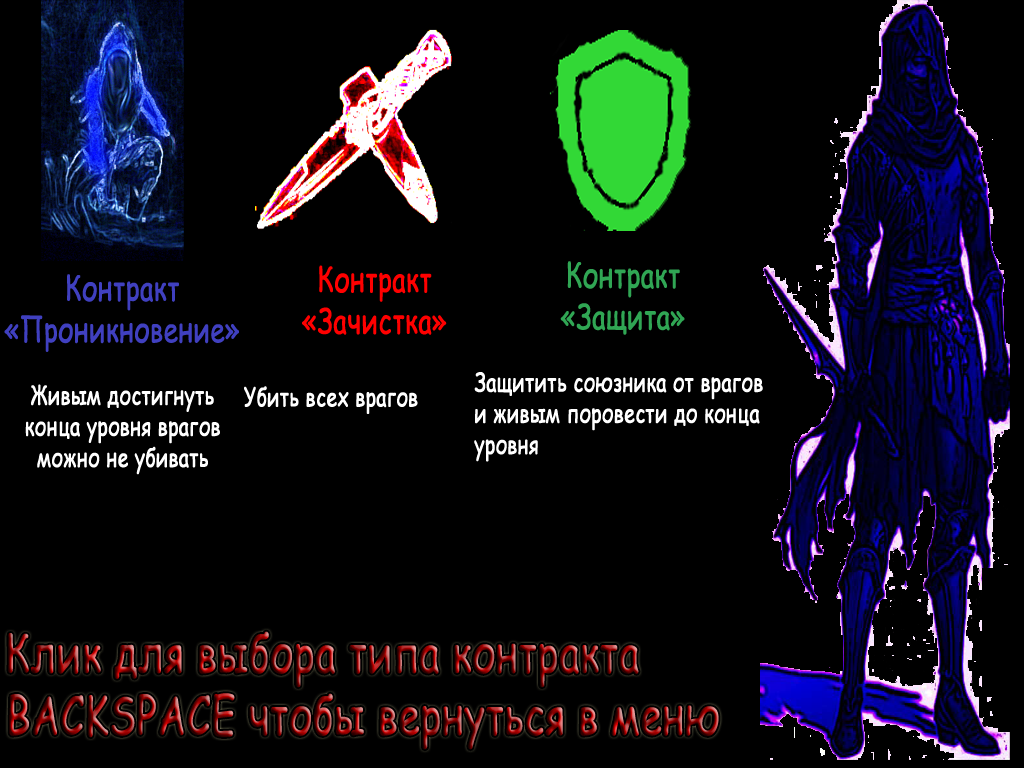 Контракт
«Проникновение»
Живым достигнуть
конца уровня врагов
можно не убивать
Контракт
«Зачистка»
Убить всех врагов
Контракт
«Защита»
Защитить союзника от врагов
и живым поровести до конца
уровня
Клик для выбора типа контракта
BACKSPACE чтобы вернуться в меню